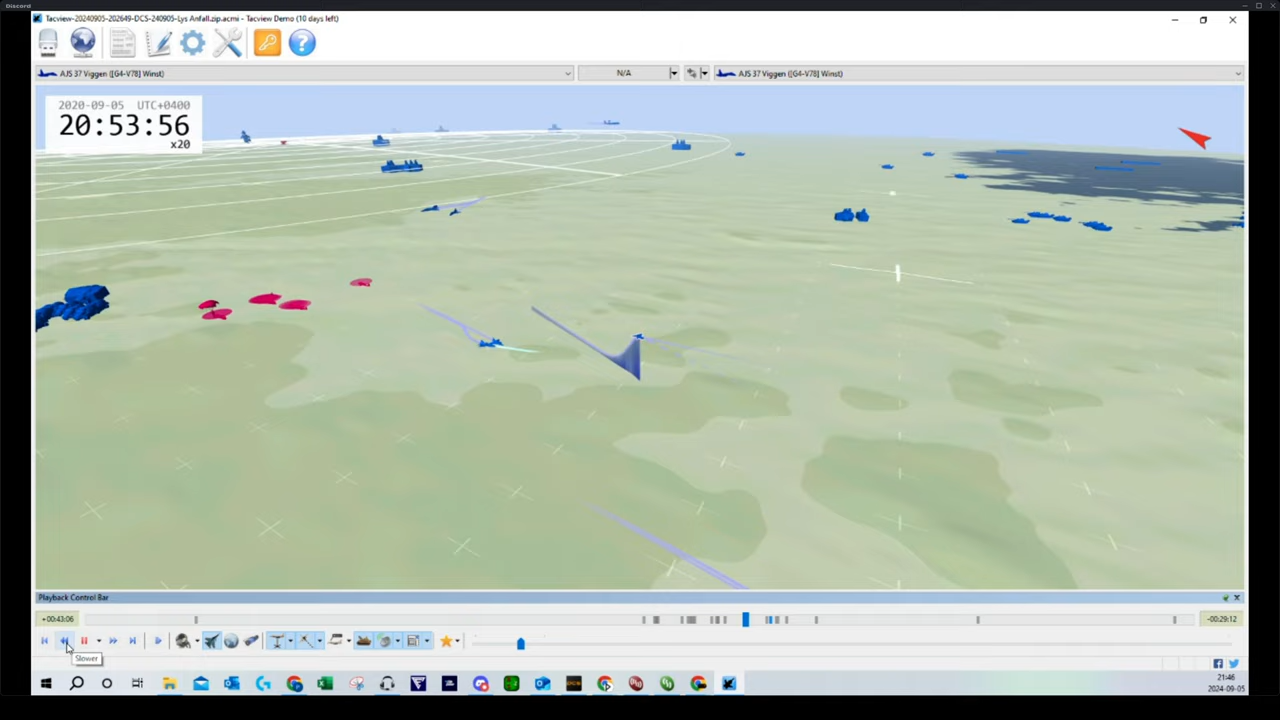 Discord
Tacview-20240905-202649-DCS-240905-Lys Anfall.zip.acmi - Tacview Demo (10 days left)
AJS 37 Viggen ([G4-V78] Winst)
N/A
AJS 37 Viggen ([G4-V78] Winst)
2020-09-05 UTC+0400
20:53:56
x20
Playback Control Bar
+00:43:06
-00:29:12
Slower
21:46
2024-09-05